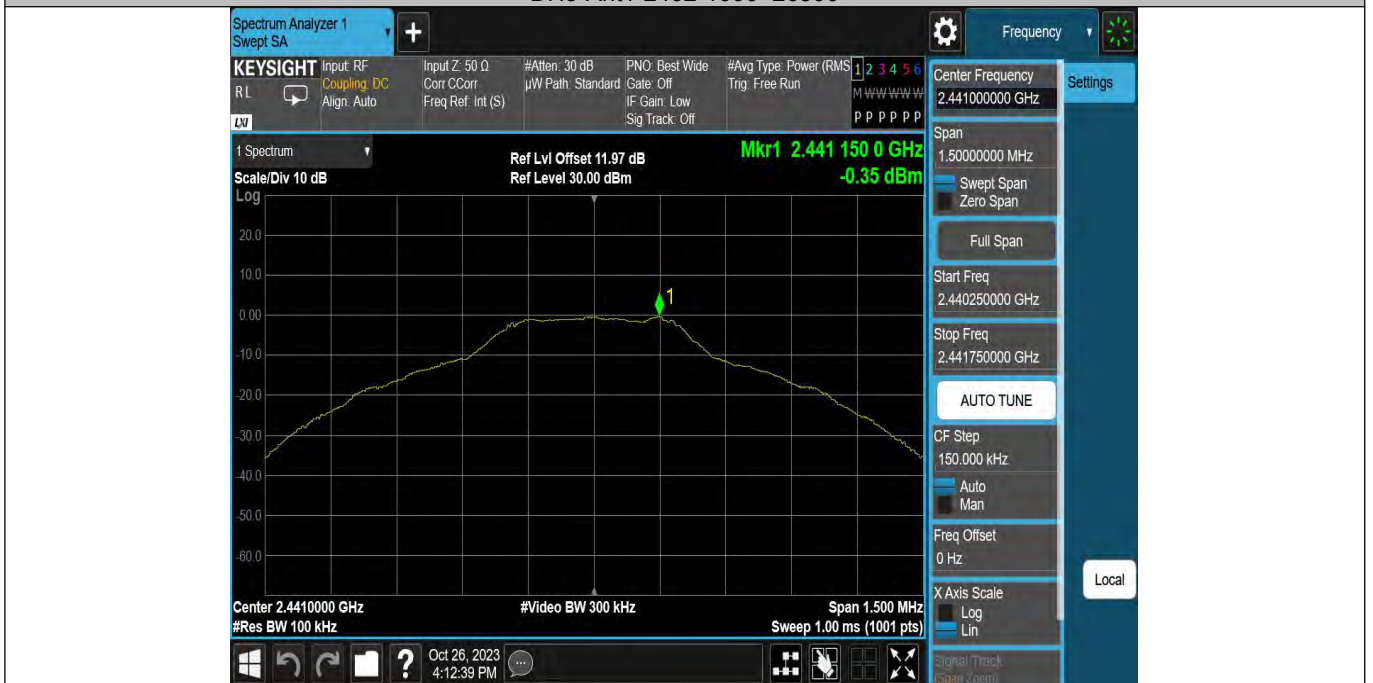 Spectrum Analyzer 1
Swept SA
+
Frequency
KEYSIGHT
RL
LXI
Input: RF
Coupling: DC
Align: Auto
Input Z: 50 Ω
Corr CCorr
Freq Ref: Int (S)
#Atten: 30 dB
µW Path: Standard
PNO: Best Wide
Gate: Off
IF Gain: Low
Sig Track: Off
#Avg Type: Power (RMS
Trig: Free Run
1 2 3 4 5 6
M W W W W W
P P P P P P
Center Frequency
2.441000000 GHz
Settings
1 Spectrum
Scale/Div 10 dB
Ref Lvl Offset 11.97 dB
Ref Level 30.00 dBm
Mkr1 2.441 150 0 GHz
-0.35 dBm
Log
20.0
10.0
0.00
-10.0
-20.0
-30.0
-40.0
-50.0
-60.0
1
Center 2.4410000 GHz
#Res BW 100 kHz
#Video BW 300 kHz
Span 1.500 MHz
Sweep 1.00 ms (1001 pts)
Span
1.50000000 MHz
Swept Span
Zero Span
Full Span
Start Freq
2.440250000 GHz
Stop Freq
2.441750000 GHz
AUTO TUNE
CF Step
150.000 kHz
Auto
Man
Freq Offset
0 Hz
X Axis Scale
Log
Lin
Signal Track
(Span Zoom)
Local
?
Oct 26, 2023
4:12:39 PM